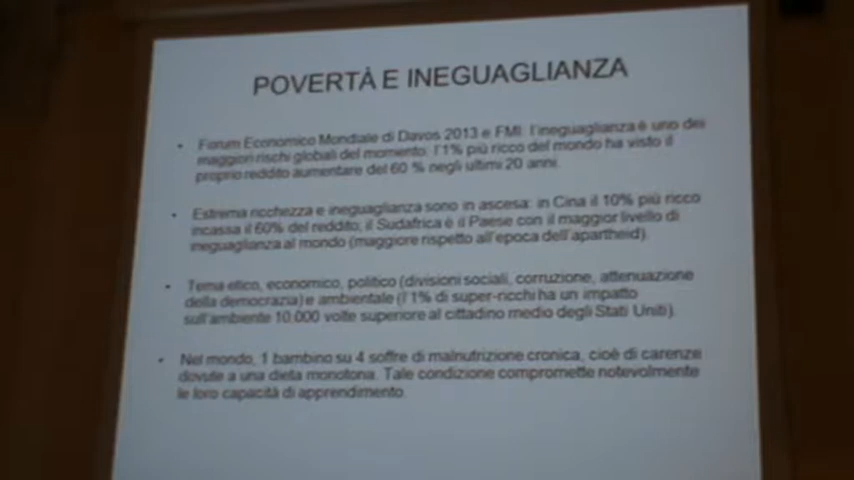 POVERTÀ E INEGUAGLIANZA
• Forum Economico Mondiale di Davos 2013 e FMI: l'ineguaglianza è uno dei
maggiori rischi globali del momento: l'1% più ricco del mondo ha visto il
proprio reddito aumentare del 60 % negli ultimi 20 anni.
• Estrema ricchezza e ineguaglianza sono in ascesa: in Cina il 10% più ricco
incassa il 60% del reddito; il Sudafrica è il Paese con il maggior livello di
ineguaglianza al mondo (maggiore rispetto all'epoca dell'apartheid).
• Tema etico, economico, politico (divisioni sociali, corruzione, attenuazione
della democrazia) e ambientale (l'1% di super-ricchi ha un impatto
sull'ambiente 10.000 volte superiore al cittadino medio degli Stati Uniti).
• Nel mondo, 1 bambino su 4 soffre di malnutrizione cronica, cioè di carenze
dovute a una dieta monotona. Tale condizione compromette notevolmente
le loro capacità di apprendimento.